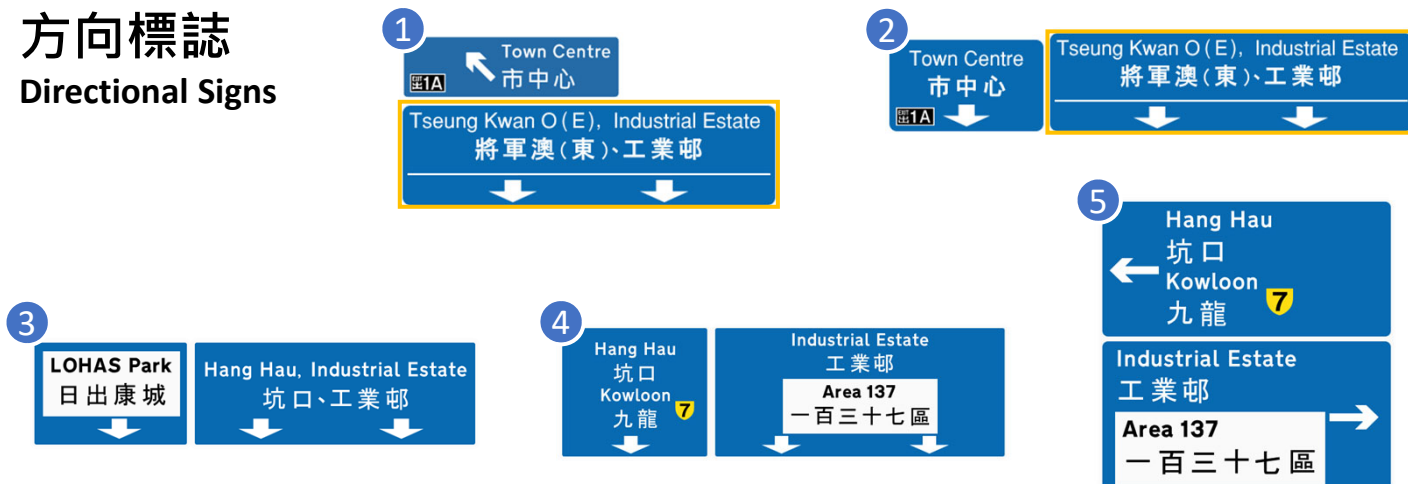 方向標誌
Directional Signs
1
Town Centre
市中心
EXIT 出 1A
Tseung Kwan O (E), Industrial Estate
將軍澳(東)、工業邨
2
Town Centre
市中心
EXIT 出 1A
Tseung Kwan O (E), Industrial Estate
將軍澳(東)、工業邨
3
LOHAS Park
日出康城
Hang Hau, Industrial Estate
坑口、工業邨
4
Hang Hau
坑口
Kowloon
九龍
7
Industrial Estate
工業邨
Area 137
一百三十七區
5
Hang Hau
坑口
Kowloon
九龍
7
Industrial Estate
工業邨
Area 137
一百三十七區